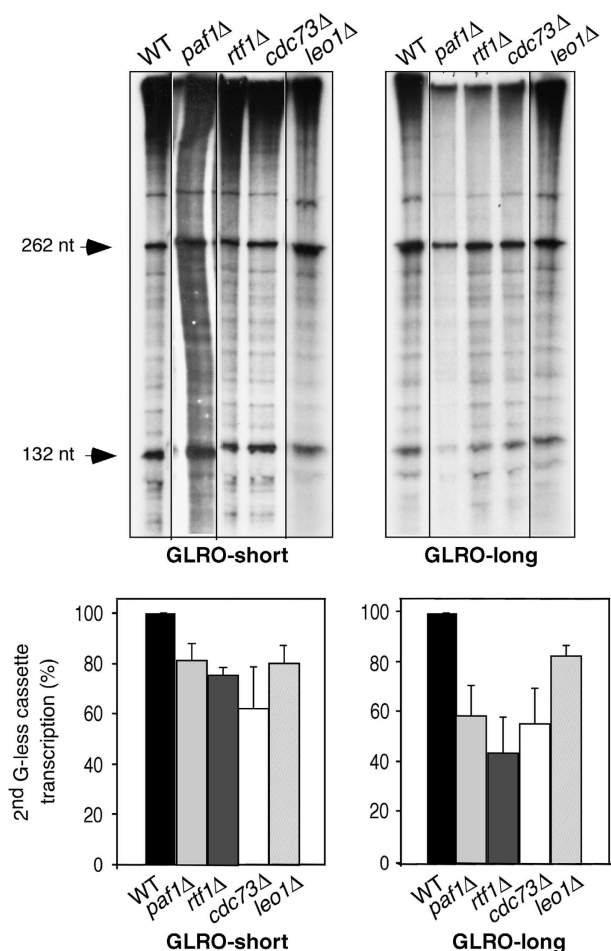 WT paf1Δ rtf1Δ cdc73Δ leo1Δ
WT paf1Δ rtf1Δ cdc73Δ leo1Δ
262 nt
132 nt
GLRO-short
GLRO-long
2nd G-less cassette
transcription (%)
100
80
60
40
20
0
WT paf1Δ rtf1Δ cdc73Δ leo1Δ
GLRO-short
100
80
60
40
20
0
WT paf1Δ rtf1Δ cdc73Δ leo1Δ
GLRO-long